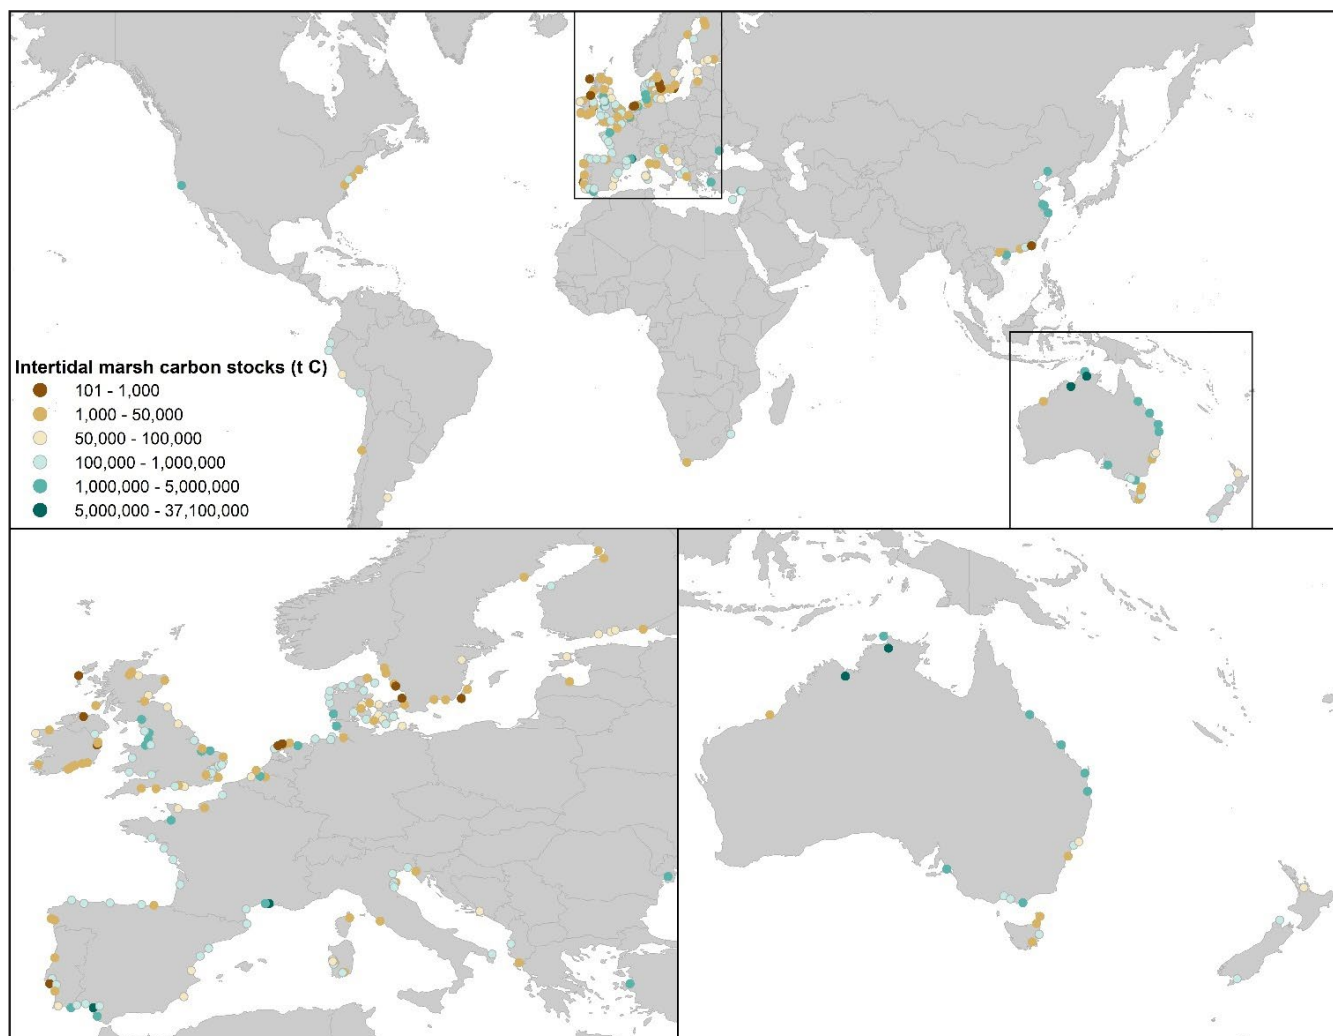 Intertidal marsh carbon stocks (t C)
101 - 1,000
1,000 - 50,000
50,000 - 100,000
100,000 - 1,000,000
1,000,000 - 5,000,000
5,000,000 - 37,100,000